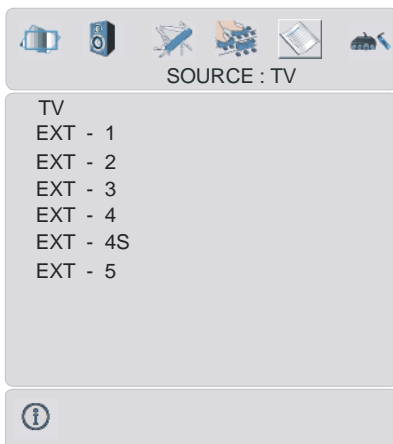 SOURCE : TV
TV
EXT - 1
EXT - 2
EXT - 3
EXT - 4
EXT - 4S
EXT - 5